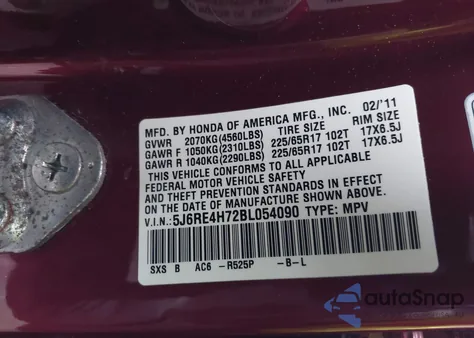 MFD. BY HONDA OF AMERICA MFG., INC. 02/'11
GVWR 2070KG(4560LBS) TIRE SIZE RIM SIZE
GAWR F 1050KG(2310LBS) 225/65R17 102T 17X6.5J
GAWR R 1040KG(2290LBS) 225/65R17 102T 17X6.5J
THIS VEHICLE CONFORMS TO ALL APPLICABLE
FEDERAL MOTOR VEHICLE SAFETY
AND THEFT PREVENTION STANDARDS IN EFFECT
ON THE DATE OF MANUFACTURE SHOWN ABOVE.
V.I.N.: 5J6RE4H72BL054090 TYPE: MPV
SXS B AC6 -R525P -B-L
autoSnap